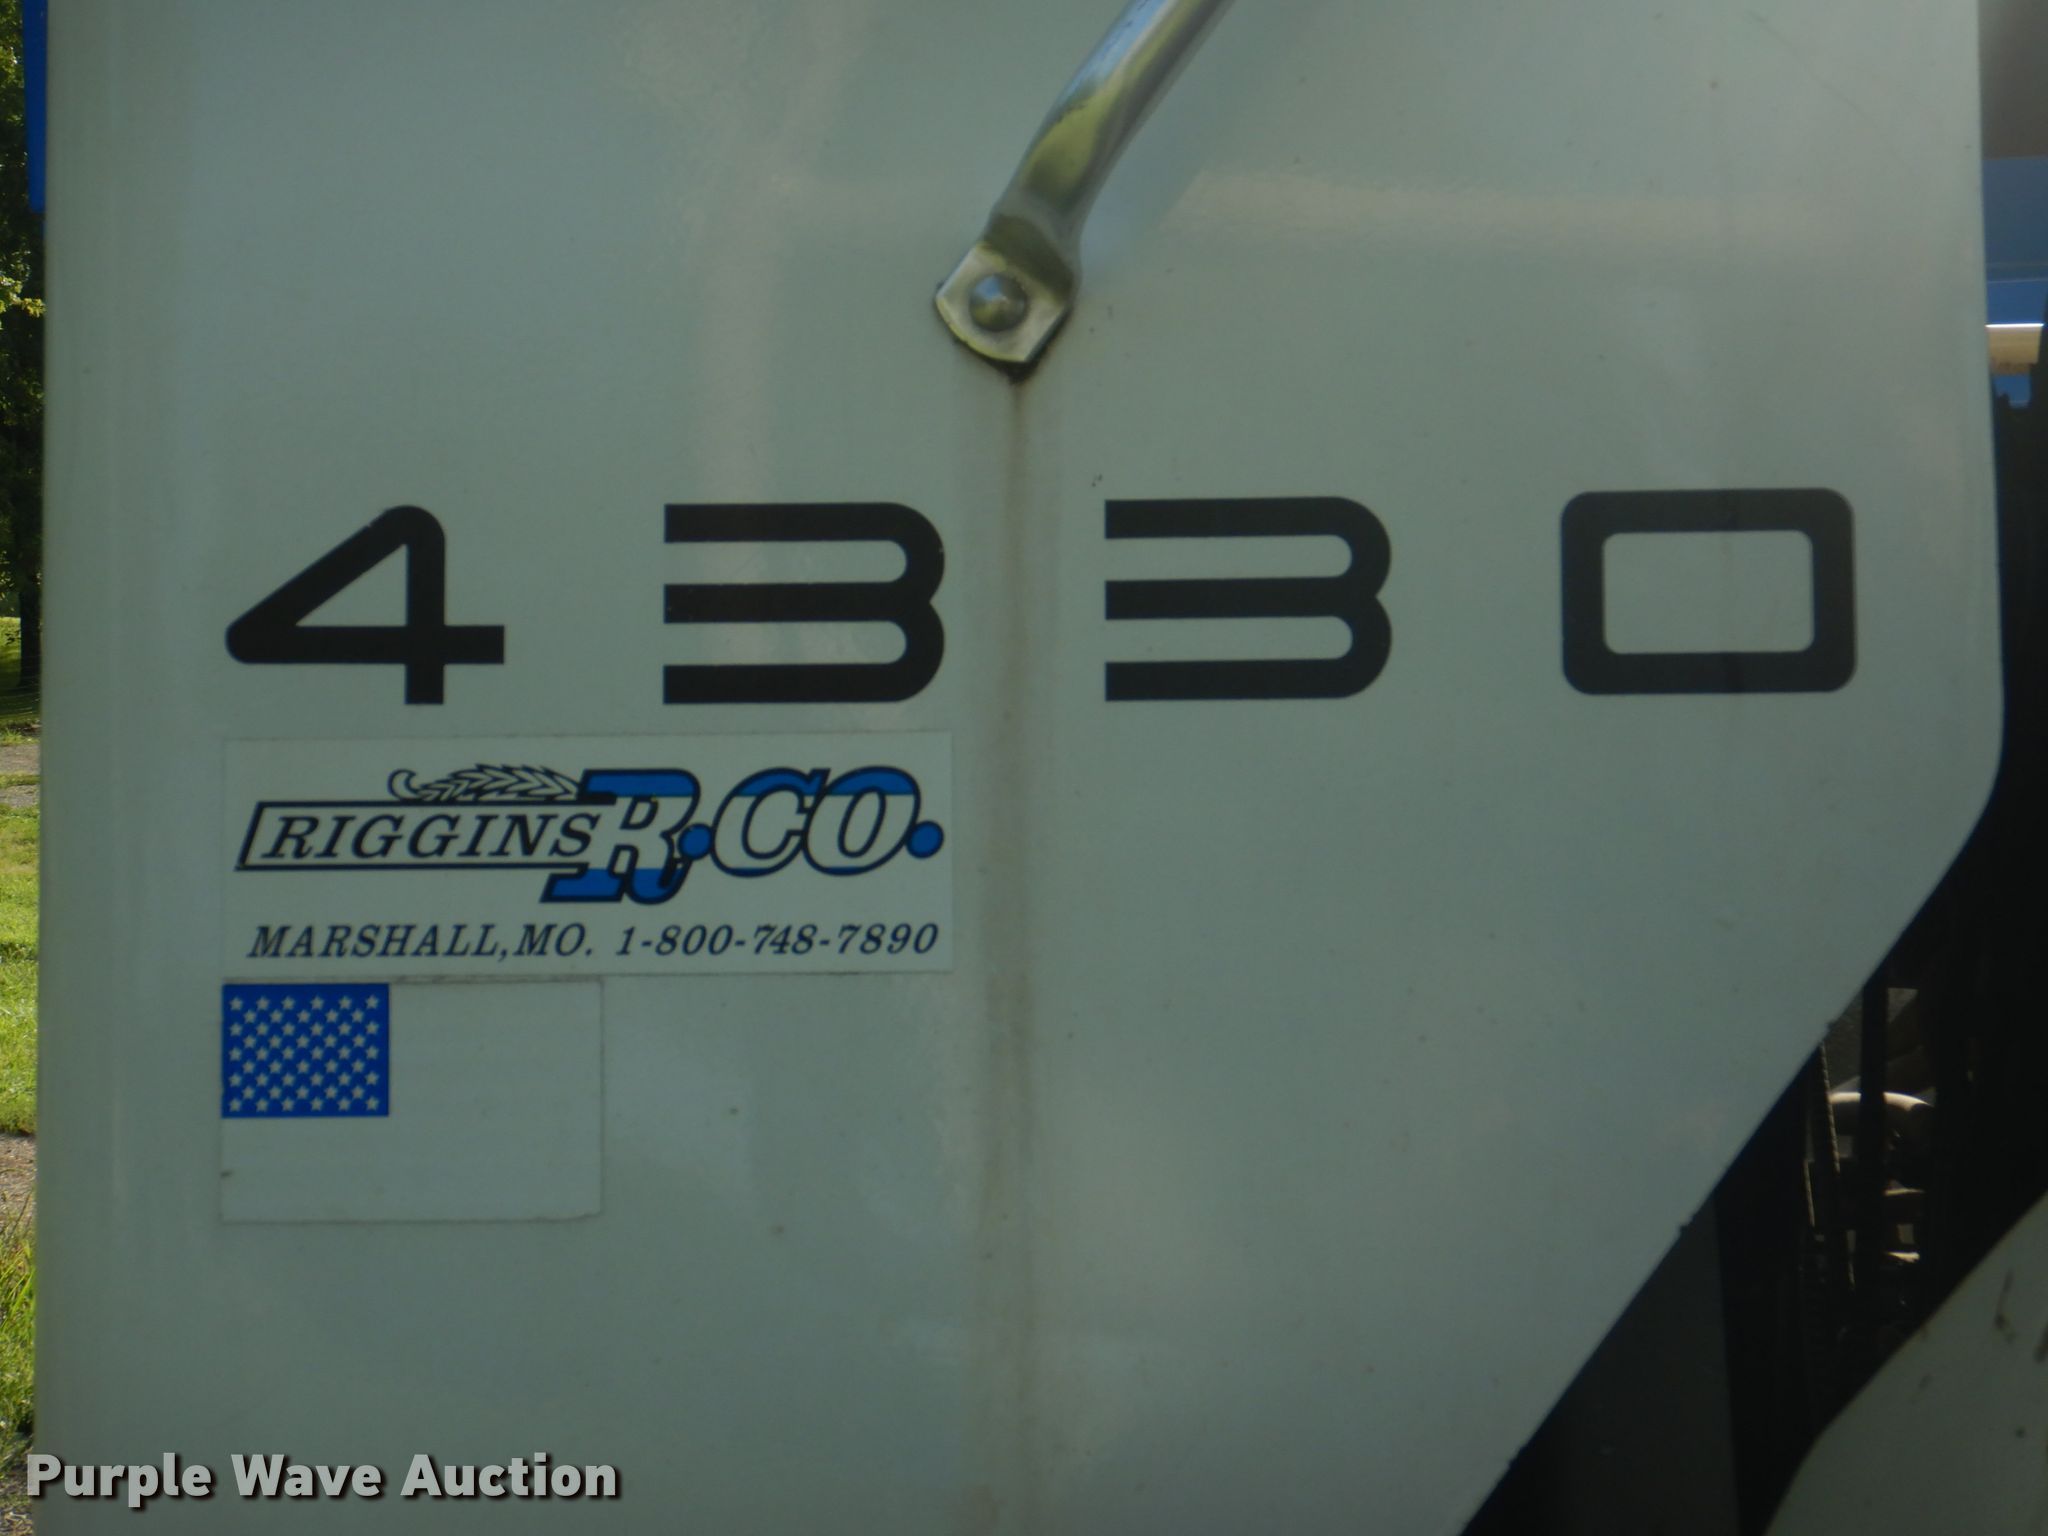 4330
RIGGINS R·CO.
MARSHALL, MO. 1-800-748-7890
Purple Wave Auction